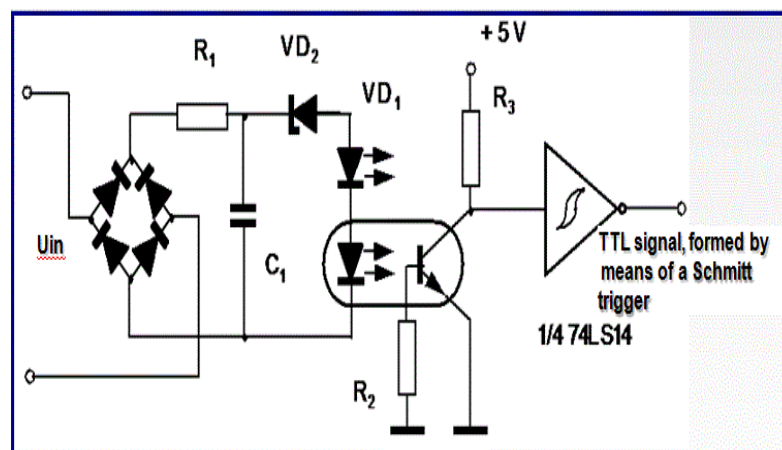 +5V
R1
VD2
VD1
R3
Uin
C1
TTL signal, formed by
means of a Schmitt
trigger
1/4 74LS14
R2